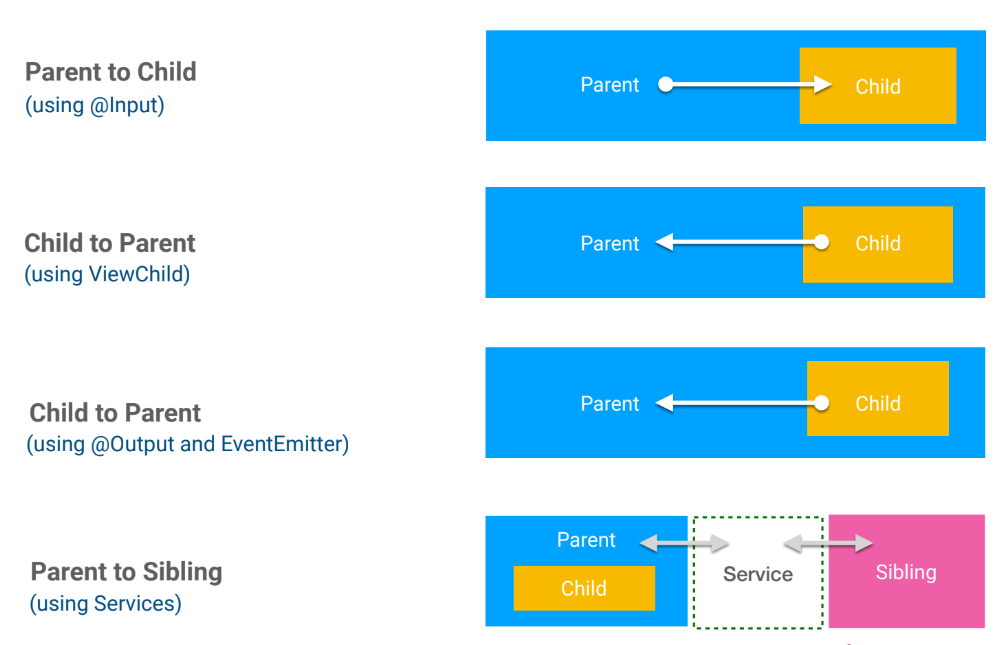 Parent to Child
(using @Input)
Parent
Child
Child to Parent
(using ViewChild)
Parent
Child
Child to Parent
(using @Output and EventEmitter)
Parent
Child
Parent to Sibling
(using Services)
Parent
Child
Service
Sibling